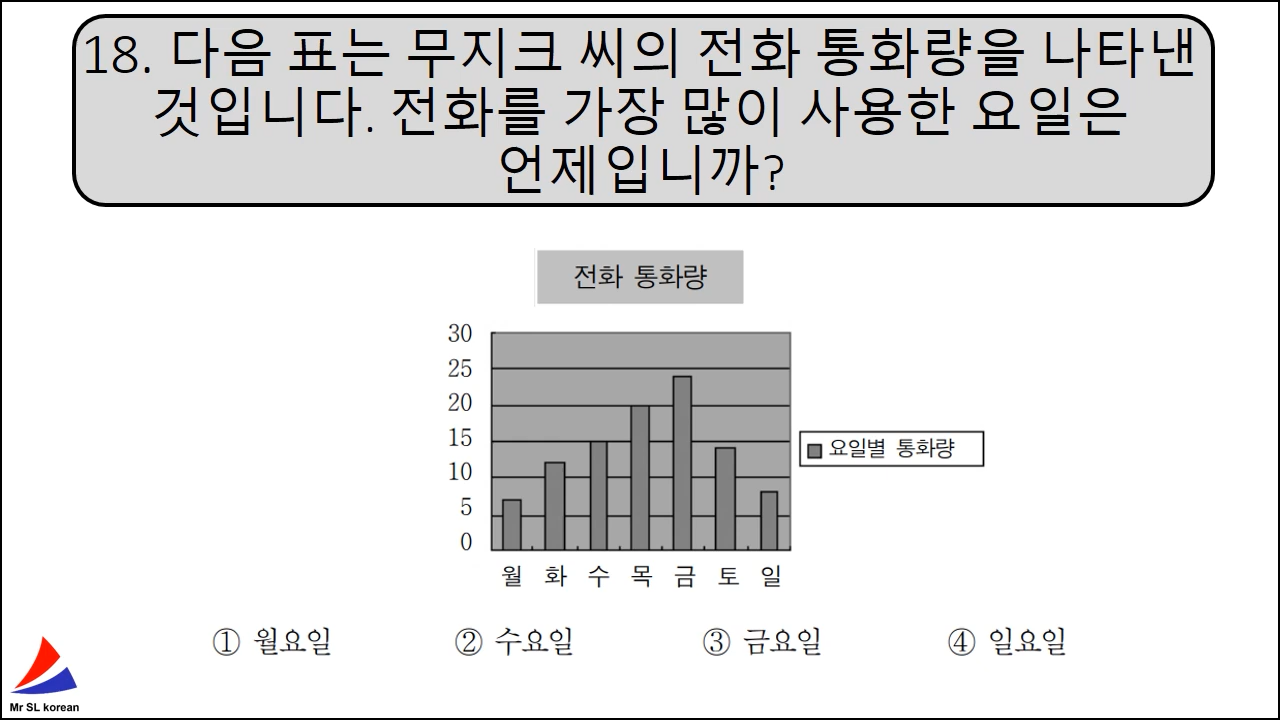 18. 다음 표는 무지크 씨의 전화 통화량을 나타낸
것입니다. 전화를 가장 많이 사용한 요일은
언제입니까?
전화 통화량
30
25
20
15
10
5
0
요일별 통화량
월 화 수 목 금 토 일
① 월요일 ② 수요일 ③ 금요일 ④ 일요일
Mr SL korean